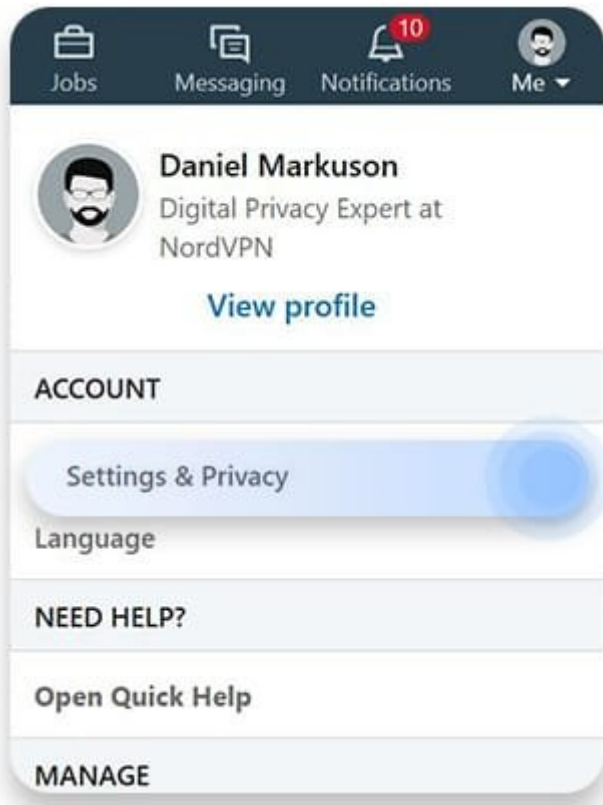 10
Jobs
Messaging
Notifications
Me
Daniel Markuson
Digital Privacy Expert at
NordVPN
View profile
ACCOUNT
Settings & Privacy
Language
NEED HELP?
Open Quick Help
MANAGE